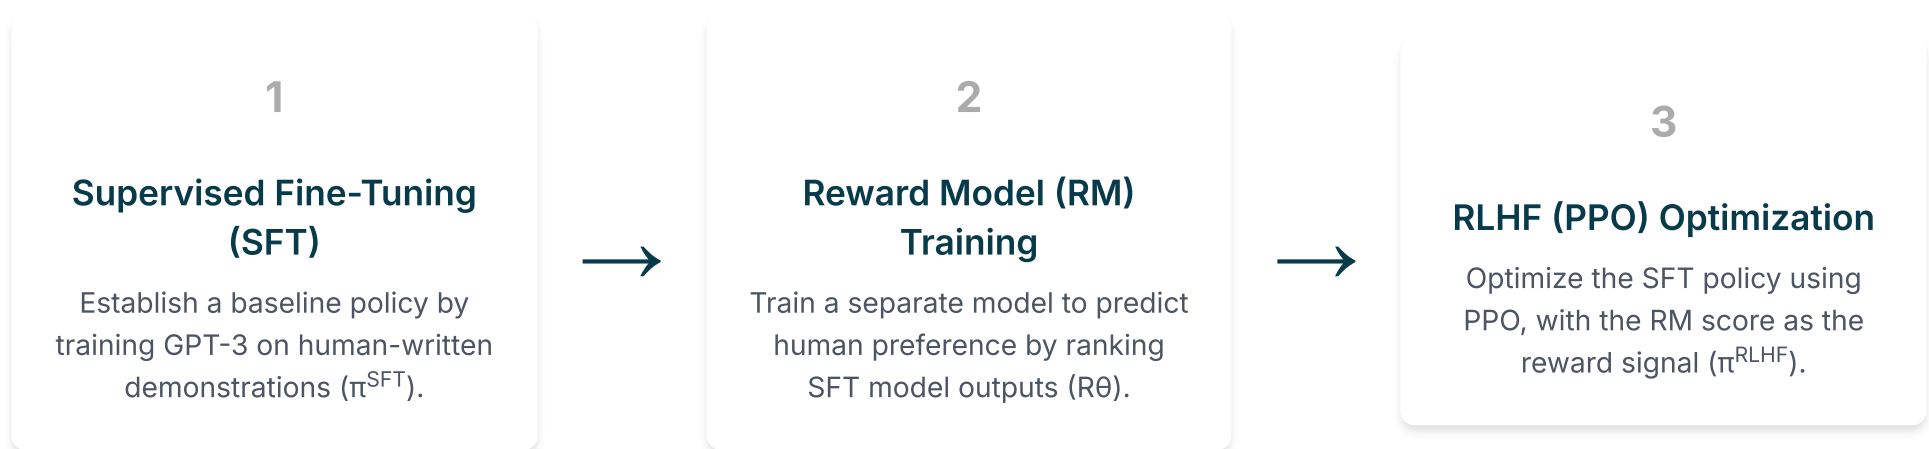 1
Supervised Fine-Tuning
(SFT)
Establish a baseline policy by
training GPT-3 on human-written
demonstrations (π^SFT).
2
Reward Model (RM)
Training
Train a separate model to predict
human preference by ranking
SFT model outputs (Rθ).
3
RLHF (PPO) Optimization
Optimize the SFT policy using
PPO, with the RM score as the
reward signal (π^RLHF).